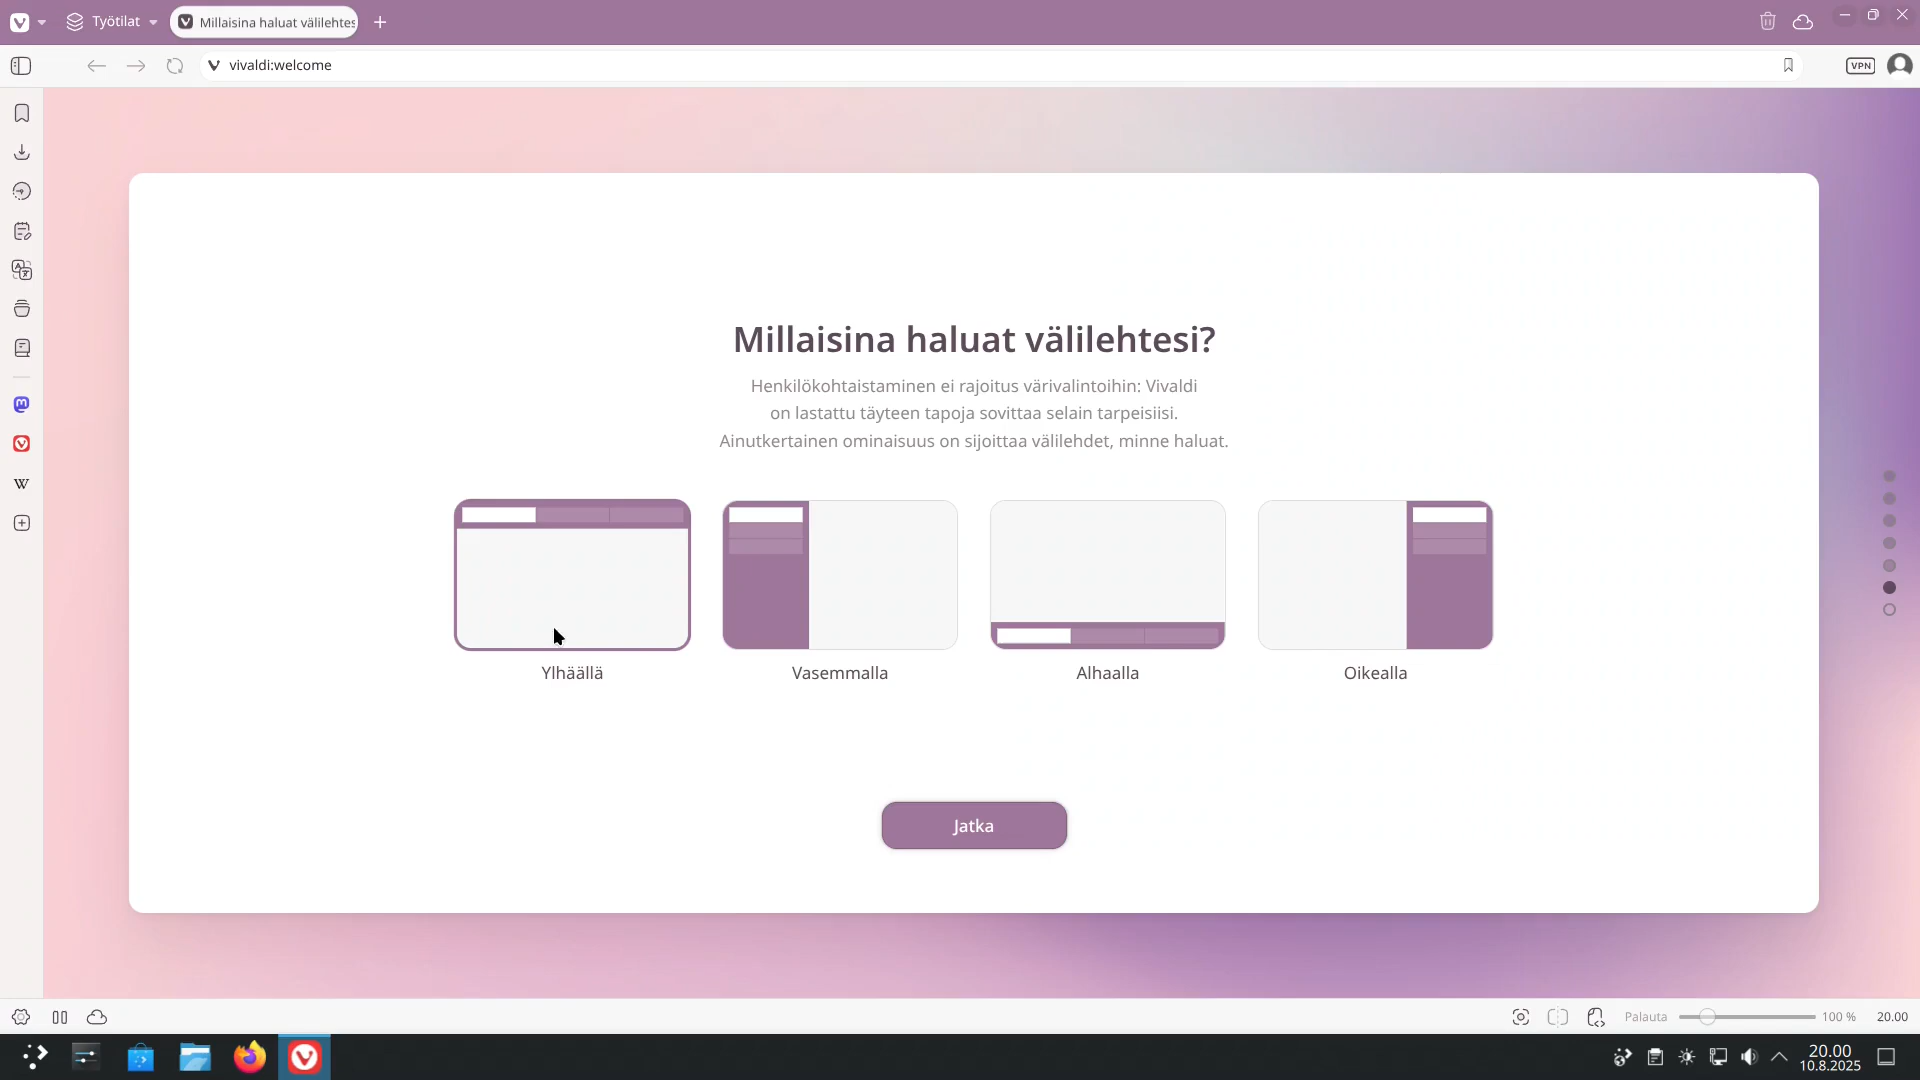 Työtilat
Millaisina haluat välilehtes
vivaldi:welcome
VPN
Millaisina haluat välilehtesi?
Henkilökohtaistaminen ei rajoitus värivalintoihin: Vivaldi
on lastattu täyteen tapoja sovittaa selain tarpeisiisi.
Ainutkertainen ominaisuus on sijoittaa välilehdet, minne haluat.
Ylhäällä
Vasemmalla
Alhaalla
Oikealla
Jatka
Palauta
100 %
20.00
20.00
10.8.2025